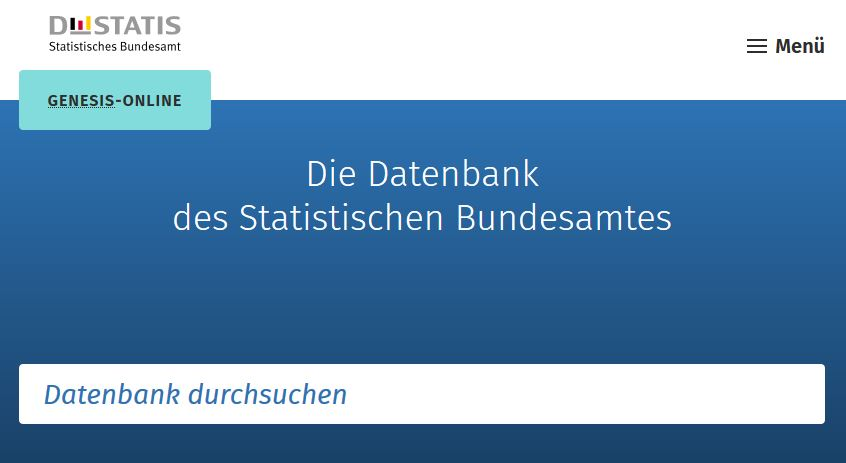 DESTATIS
Statistisches Bundesamt
Menü
GENESIS-ONLINE
Die Datenbank
des Statistischen Bundesamtes
Datenbank durchsuchen